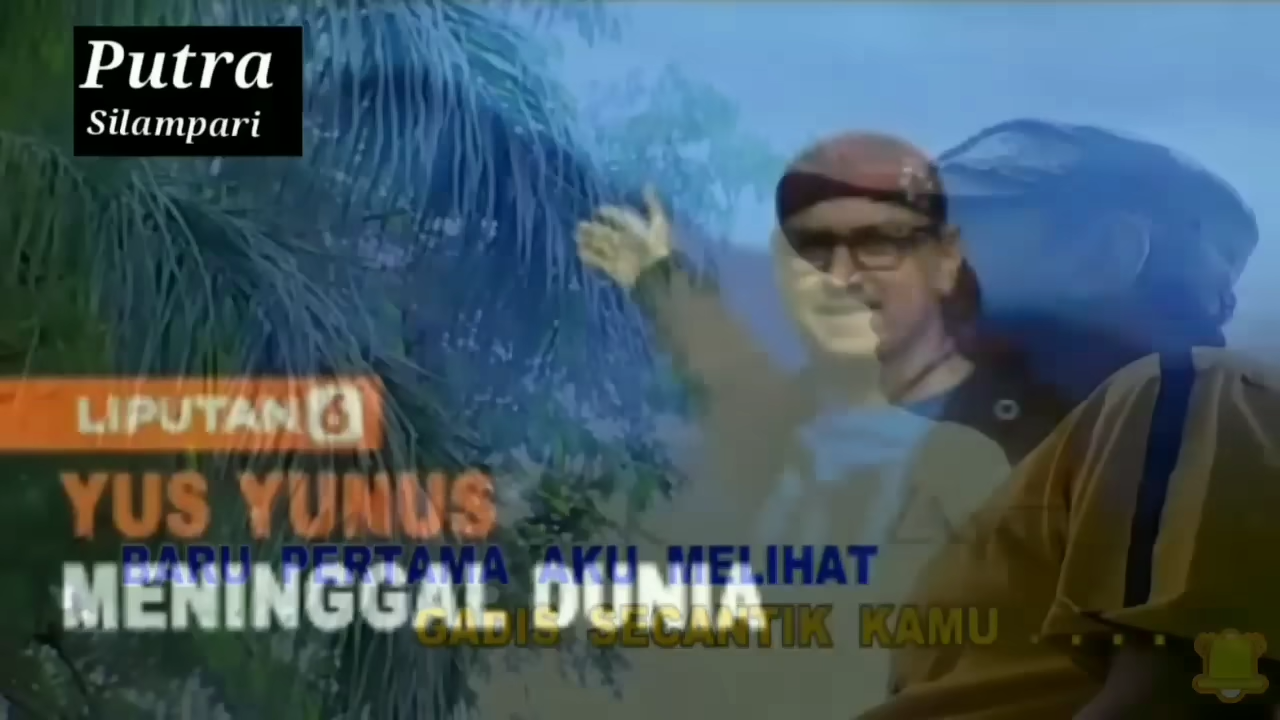 Putra
Silampari
LIPUTAN 6
YUS YUNUS
BARU PERTAMA AKU MELIHAT
MENINGGAL DUNIA
GADIS SECANTIK KAMU . . . . .